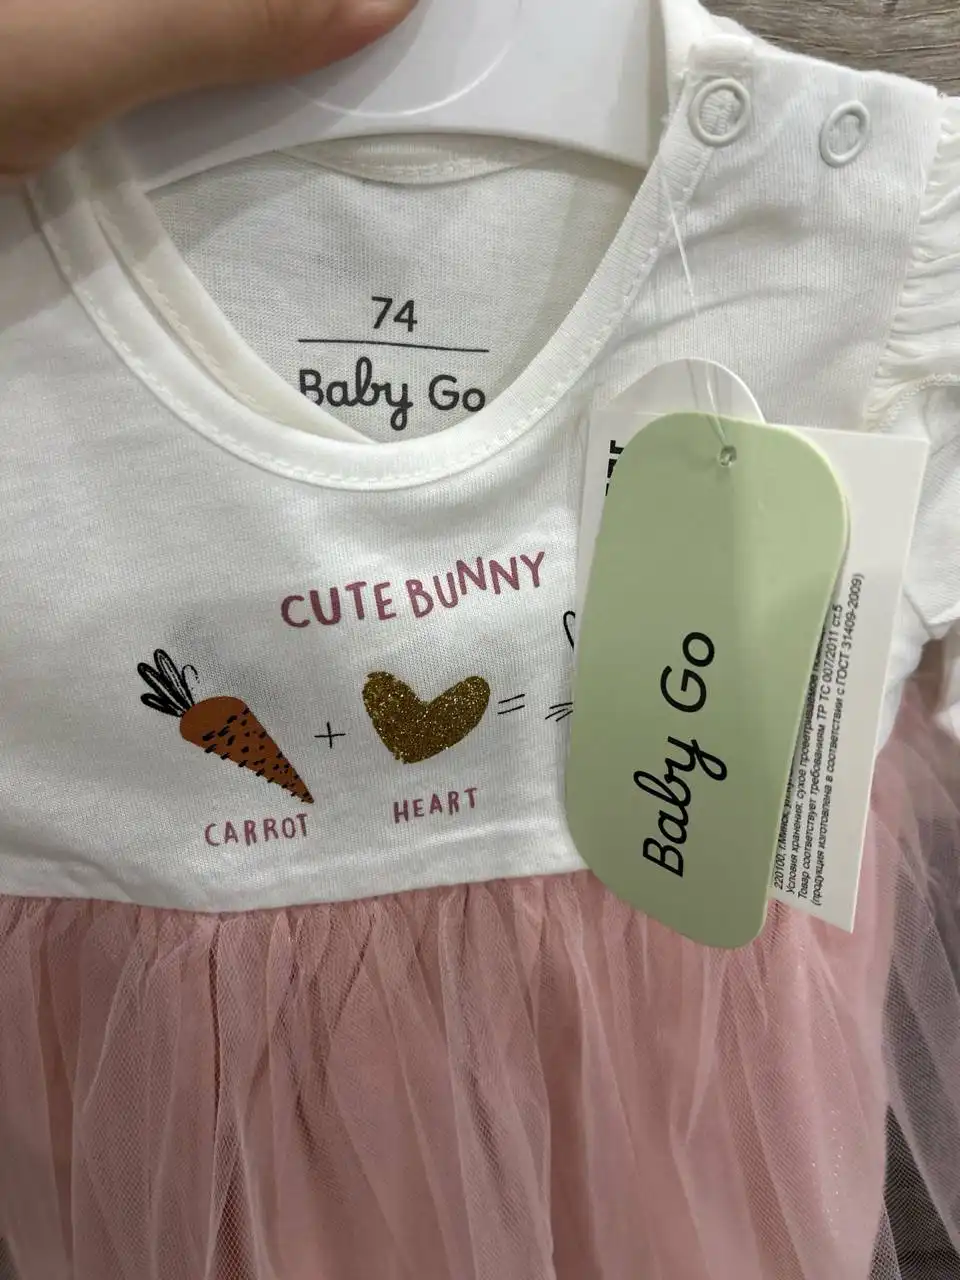 74
Baby Go
CUTE BUNNY
+
=
CARROT
HEART
Baby Go
220100, г.Минск,
Условия хранения: сухое проветриваемое
Товар соответствует требованиям ТР ТС 007/2011 ст.5
(продукция изготовлена в соответствии с ГОСТ 31409-2009)